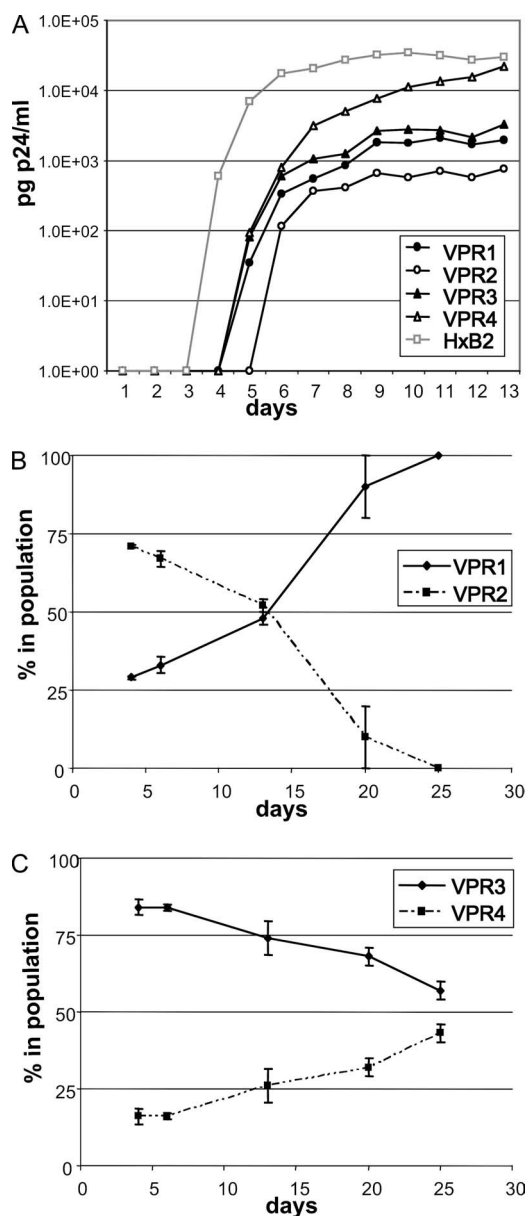 A
pg p24/ml
1.0E+05
1.0E+04
1.0E+03
1.0E+02
1.0E+01
1.0E+00
VPR1
VPR2
VPR3
VPR4
HxB2
1 2 3 4 5 6 7 8 9 10 11 12 13
days
B
% in population
100
75
50
25
0
VPR1
VPR2
0 5 10 15 20 25 30
days
C
% in population
100
75
50
25
0
VPR3
VPR4
0 5 10 15 20 25 30
days